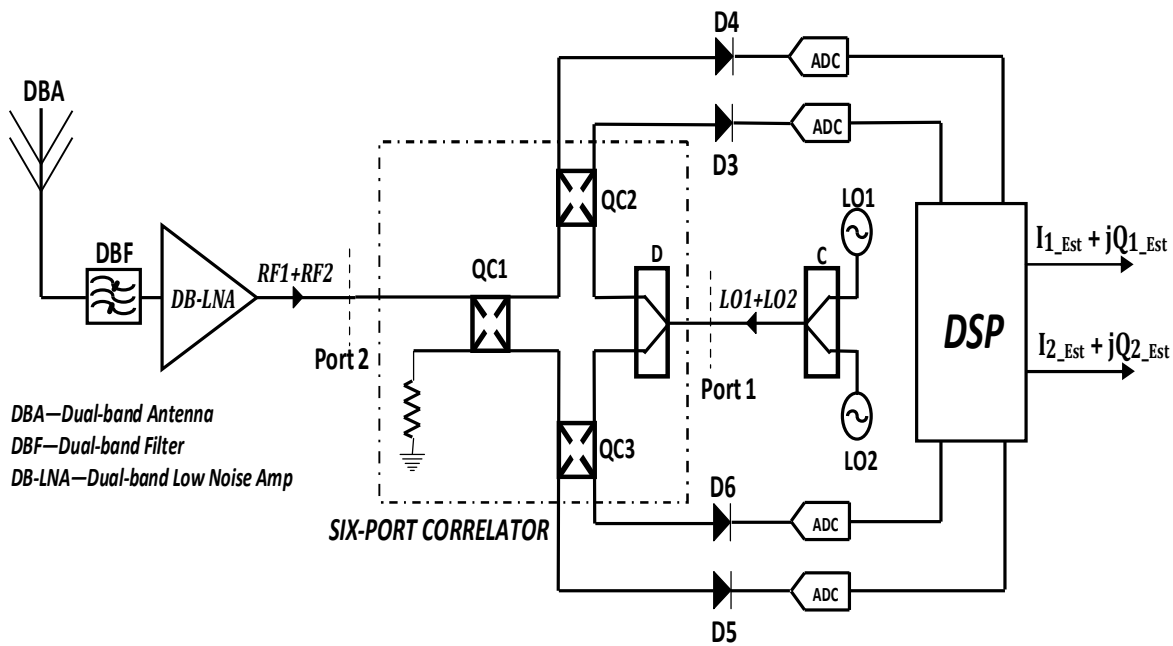 D4
ADC
DBA
D3
ADC
QC2
LO1
DBF
DB-LNA
RF1+RF2
QC1
D
LO1+LO2
C
DSP
I1_Est + jQ1_Est
I2_Est + jQ2_Est
Port 2
Port 1
LO2
DBA—Dual-band Antenna
DBF—Dual-band Filter
DB-LNA—Dual-band Low Noise Amp
QC3
SIX-PORT CORRELATOR
D6
ADC
D5
ADC